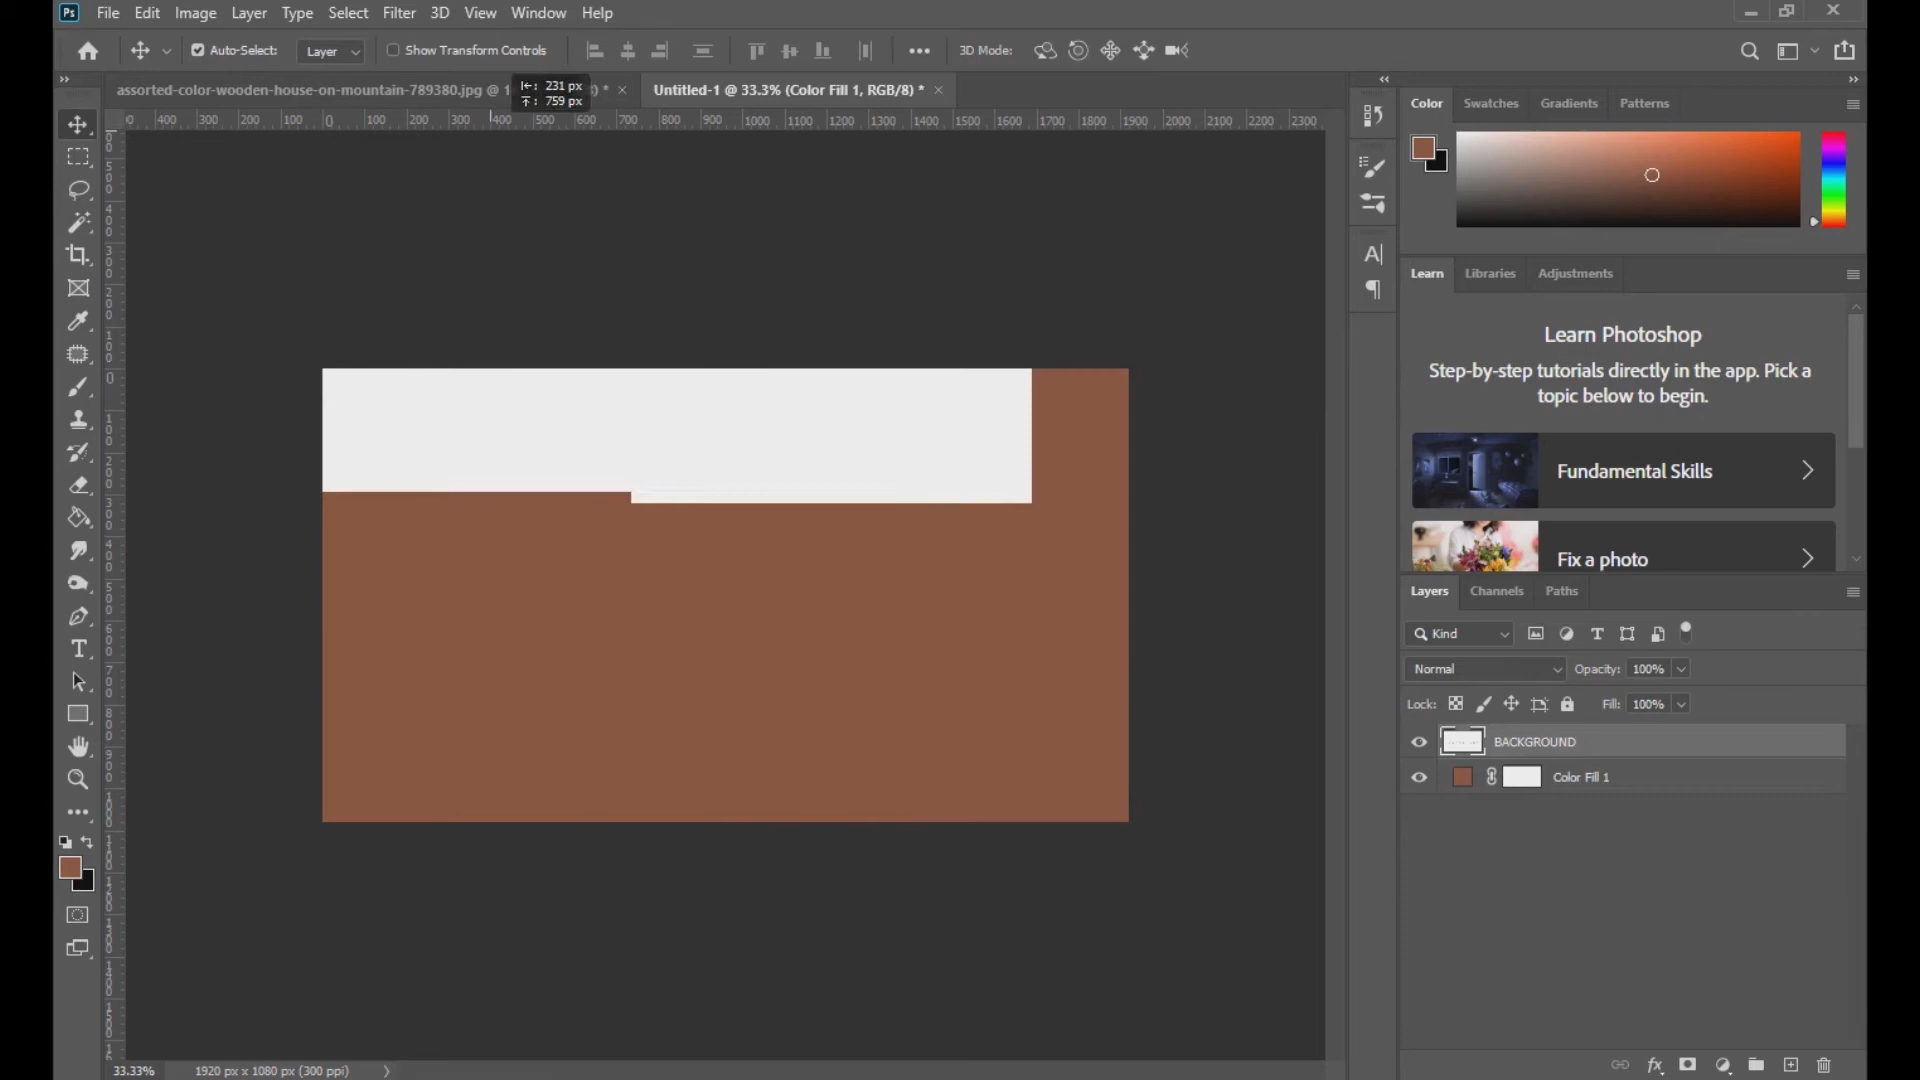 Ps File Edit Image Layer Type Select Filter 3D View Window Help
Auto-Select: Layer Show Transform Controls 3D Mode:
assorted-color-wooden-house-on-mountain-789380.jpg @ 1 ) * × Untitled-1 @ 33.3% (Color Fill 1, RGB/8) * ×
231 px
759 px
400 300 200 100 0 100 200 300 400 500 600 700 800 900 1000 1100 1200 1300 1400 1500 1600 1700 1800 1900 2000 2100 2200 2300
Color Swatches Gradients Patterns
Learn Libraries Adjustments
Learn Photoshop
Step-by-step tutorials directly in the app. Pick a
topic below to begin.
Fundamental Skills
Fix a photo
Layers Channels Paths
Kind
Normal Opacity: 100%
Lock: Fill: 100%
BACKGROUND
Color Fill 1
33.33% 1920 px x 1080 px (300 ppi)